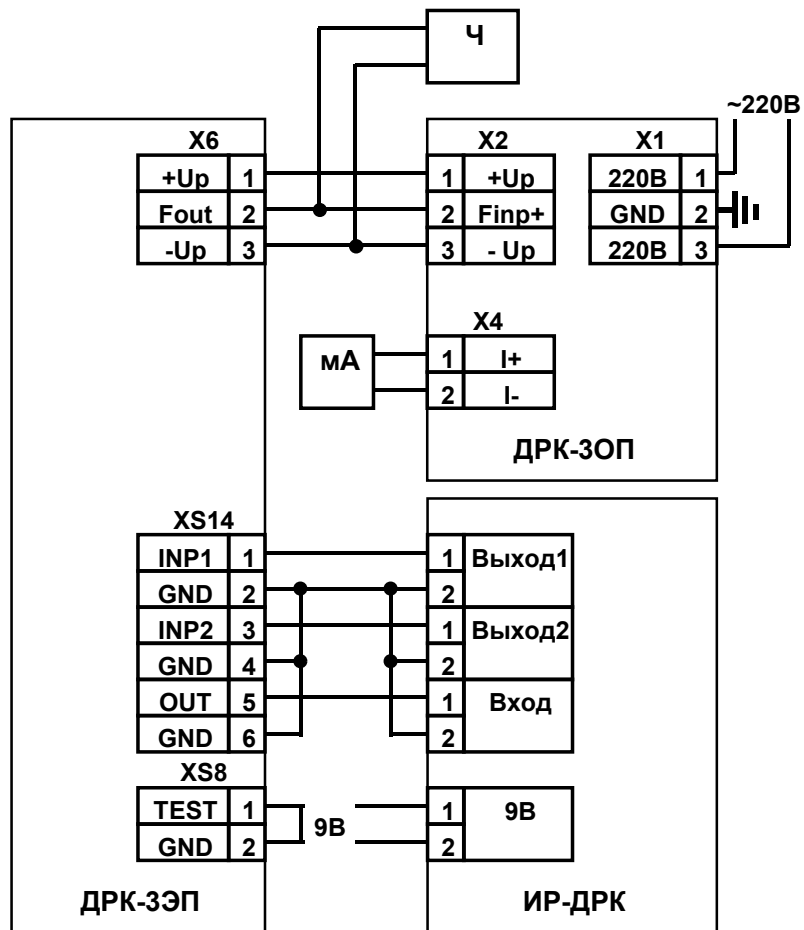 Ч
~220В
X6
X2
X1
+Up 1
1 +Up
220В 1
Fout 2
2 Finp+
GND 2
-Up 3
3 - Up
220В 3
X4
мА
1 I+
2 I-
ДРК-3ОП
XS14
INP1 1
1 Выход1
GND 2
2
INP2 3
1 Выход2
GND 4
2
OUT 5
1 Вход
GND 6
2
XS8
TEST 1
9В
1 9В
GND 2
2
ДРК-3ЭП
ИР-ДРК